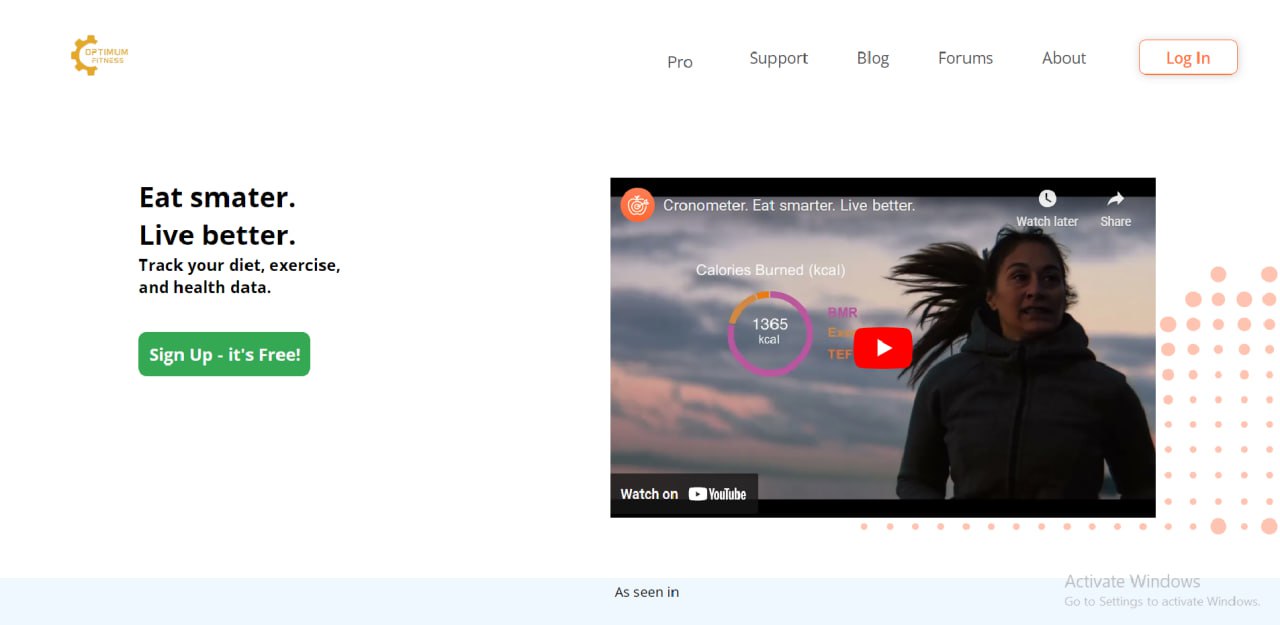 OPTIMUM
FITNESS
Pro
Support
Blog
Forums
About
Log In
Eat smater.
Live better.
Track your diet, exercise,
and health data.
Sign Up - it's Free!
Cronometer. Eat smarter. Live better.
Watch later
Share
Calories Burned (kcal)
1365
kcal
BMR
TEF
Watch on YouTube
As seen in
Activate Windows
Go to Settings to activate Windows.